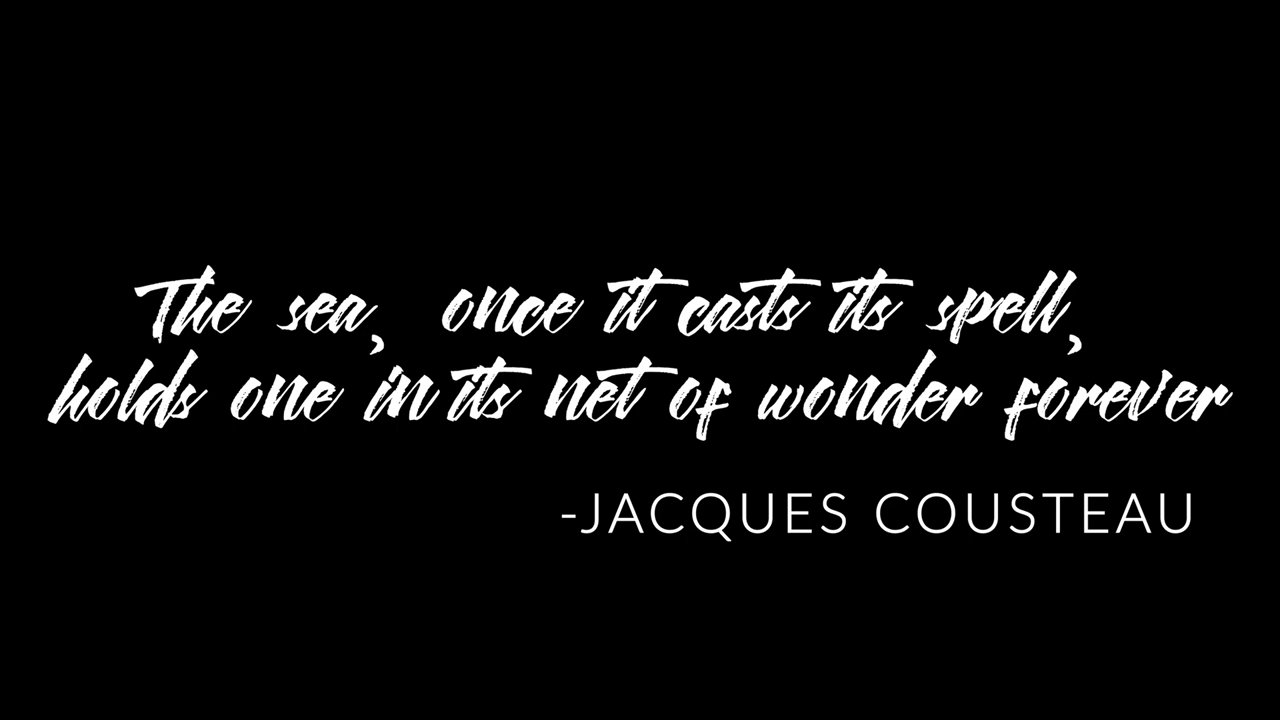 The sea, once it casts its spell,
holds one in its net of wonder forever
-JACQUES COUSTEAU